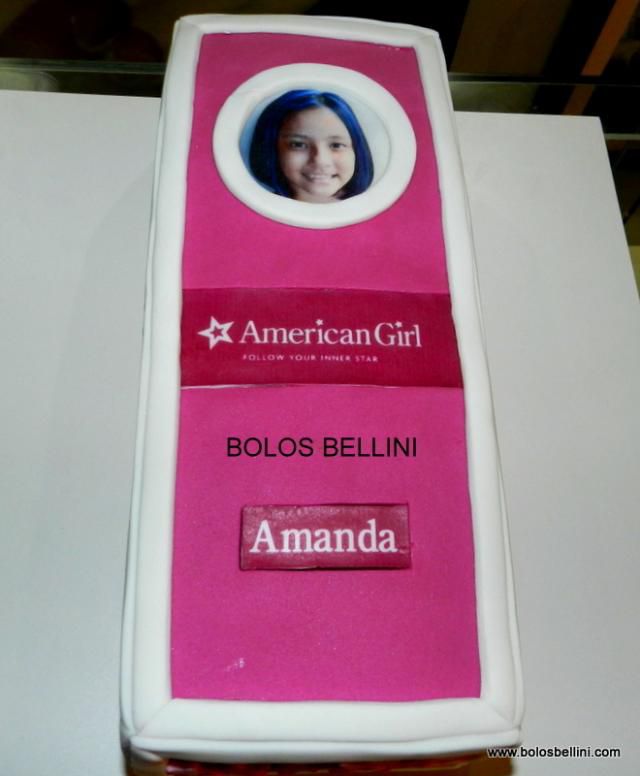 American Girl
FOLLOW YOUR INNER STAR
BOLOS BELLINI
Amanda
www.bolosbellini.com